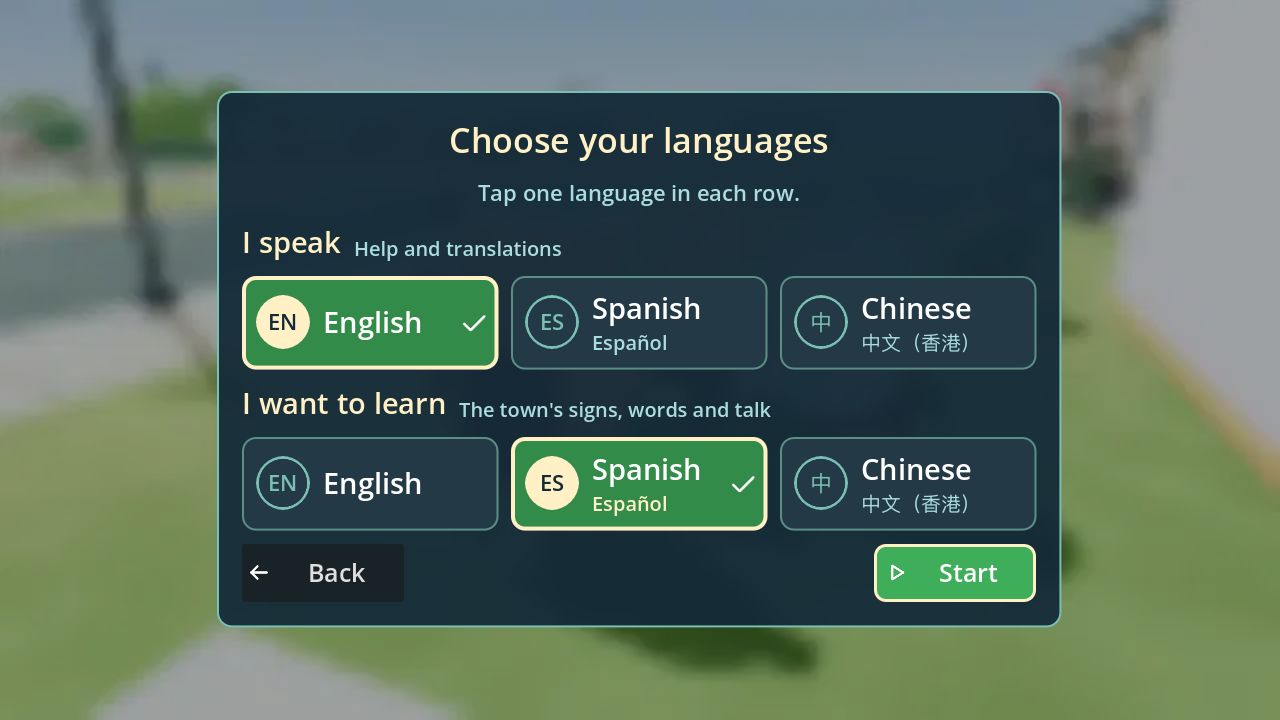 Choose your languages
Tap one language in each row.
I speak Help and translations
EN English
ES Spanish
Español
中 Chinese
中文（香港）
I want to learn The town's signs, words and talk
EN English
ES Spanish
Español
中 Chinese
中文（香港）
Back
Start